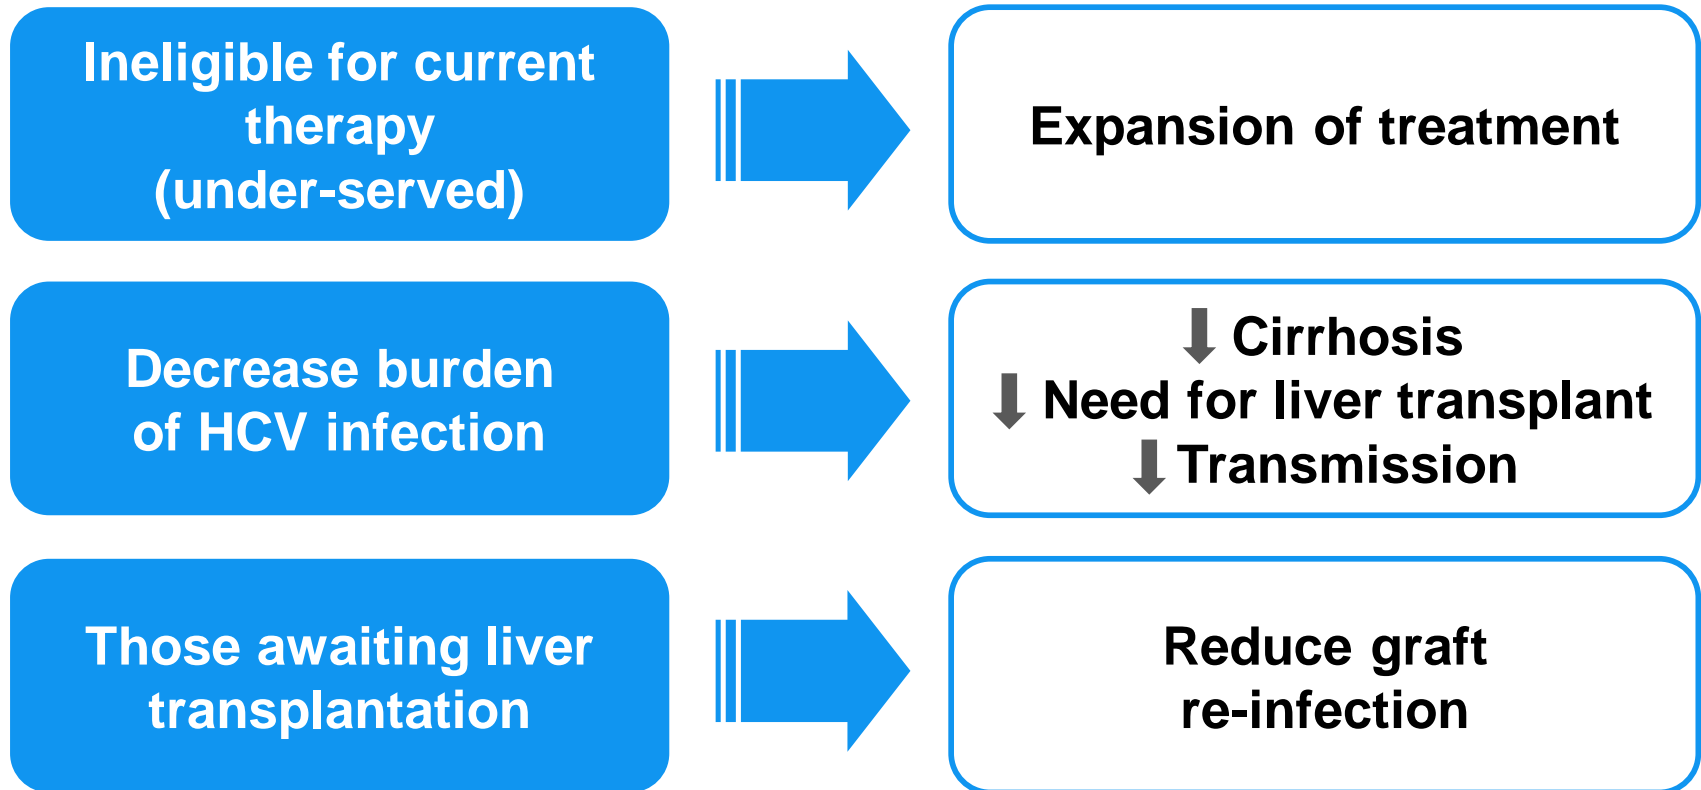 Ineligible for current
therapy
(under-served)
Expansion of treatment
Decrease burden
of HCV infection
Cirrhosis
Need for liver transplant
Transmission
Those awaiting liver
transplantation
Reduce graft
re-infection